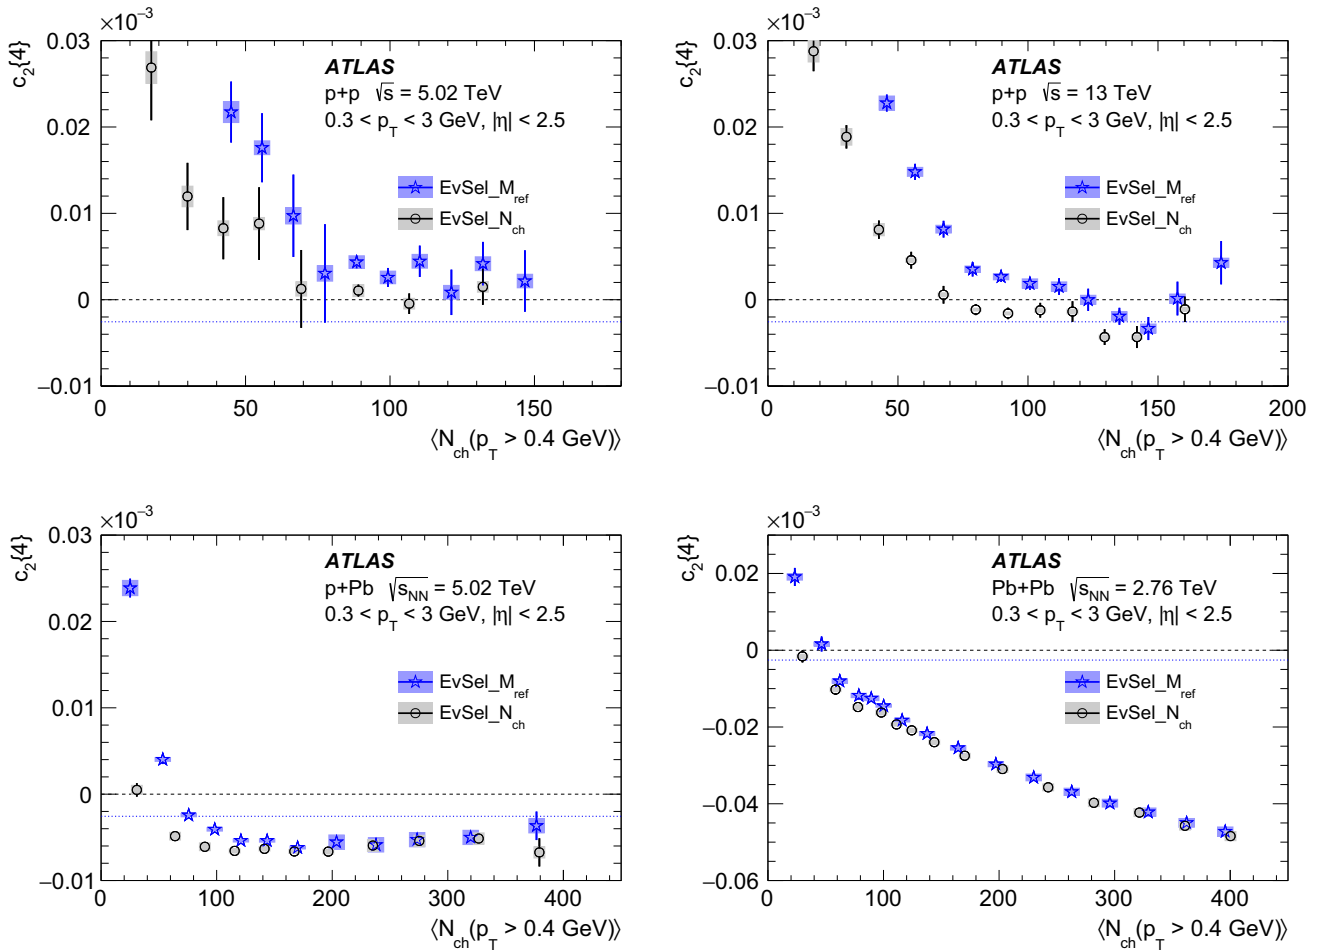 ×10⁻³
c₂{4}
0.03
0.02
0.01
0
−0.01
ATLAS
p+p √s = 5.02 TeV
0.3 < p_T < 3 GeV, |η| < 2.5
EvSel_M_ref
EvSel_N_ch
0 50 100 150
⟨N_ch(p_T > 0.4 GeV)⟩
×10⁻³
c₂{4}
0.03
0.02
0.01
0
−0.01
ATLAS
p+p √s = 13 TeV
0.3 < p_T < 3 GeV, |η| < 2.5
EvSel_M_ref
EvSel_N_ch
0 50 100 150 200
⟨N_ch(p_T > 0.4 GeV)⟩
×10⁻³
c₂{4}
0.03
0.02
0.01
0
−0.01
ATLAS
p+Pb √s_NN = 5.02 TeV
0.3 < p_T < 3 GeV, |η| < 2.5
EvSel_M_ref
EvSel_N_ch
0 100 200 300 400
⟨N_ch(p_T > 0.4 GeV)⟩
×10⁻³
c₂{4}
0.02
0
−0.02
−0.04
−0.06
ATLAS
Pb+Pb √s_NN = 2.76 TeV
0.3 < p_T < 3 GeV, |η| < 2.5
EvSel_M_ref
EvSel_N_ch
0 100 200 300 400
⟨N_ch(p_T > 0.4 GeV)⟩